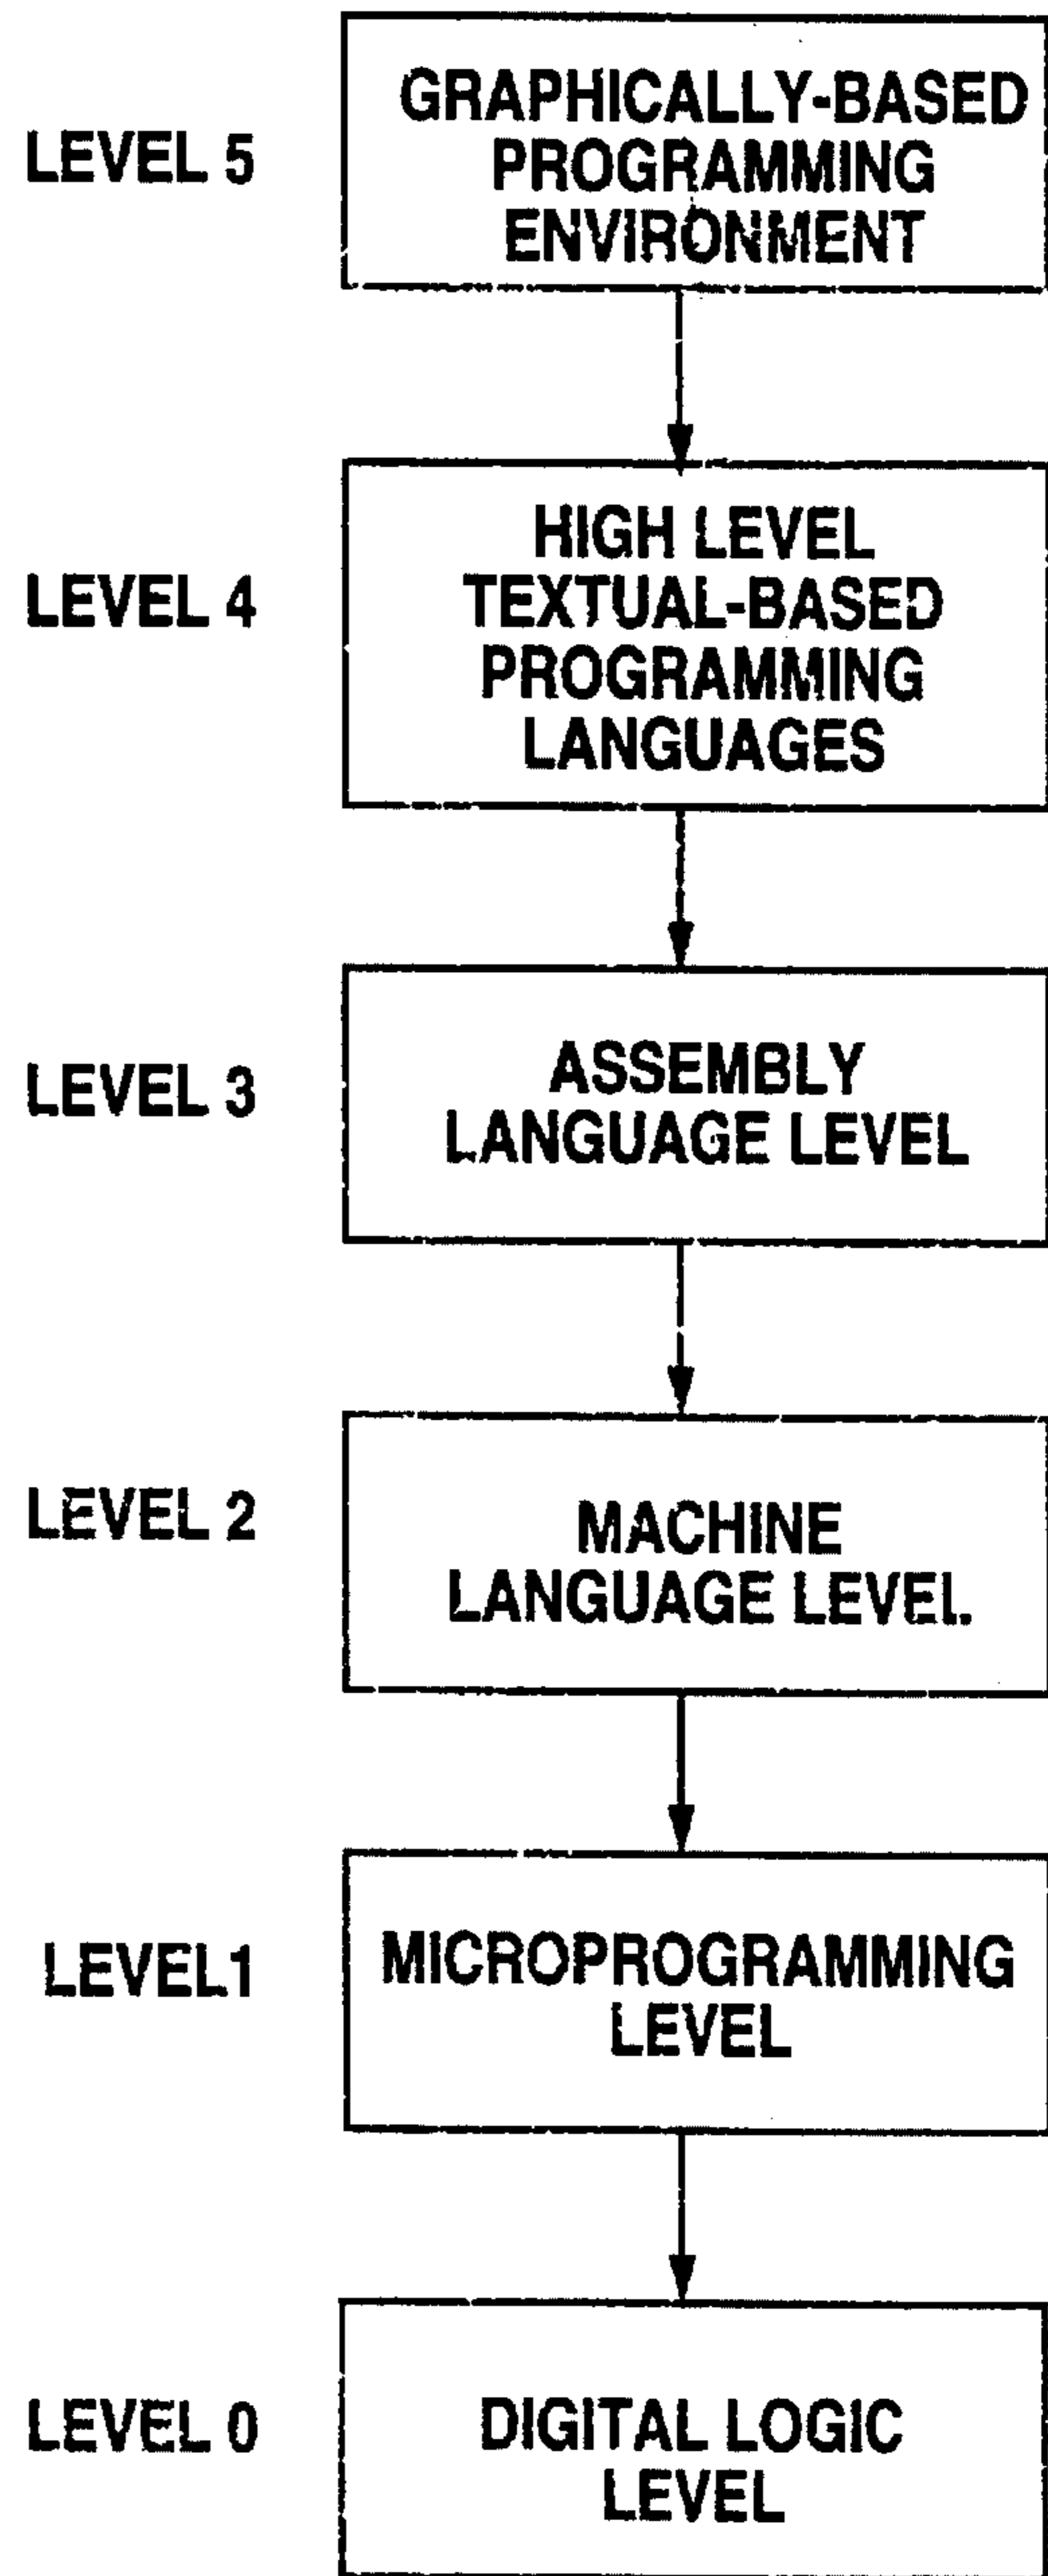 LEVEL 5
GRAPHICALLY-BASED
PROGRAMMING
ENVIRONMENT
LEVEL 4
HIGH LEVEL
TEXTUAL-BASED
PROGRAMMING
LANGUAGES
LEVEL 3
ASSEMBLY
LANGUAGE LEVEL
LEVEL 2
MACHINE
LANGUAGE LEVEL
LEVEL1
MICROPROGRAMMING
LEVEL
LEVEL 0
DIGITAL LOGIC
LEVEL